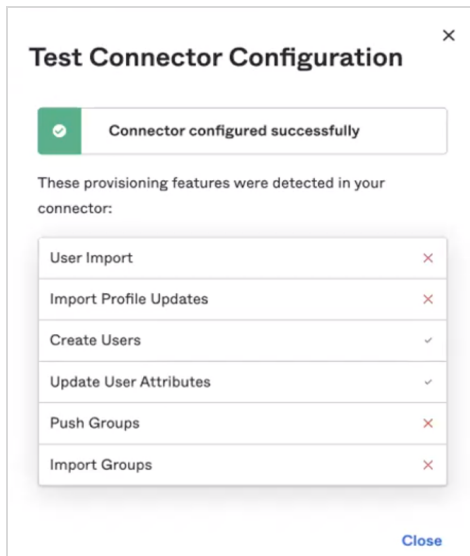 Test Connector Configuration
Connector configured successfully
These provisioning features were detected in your
connector:
User Import
Import Profile Updates
Create Users
Update User Attributes
Push Groups
Import Groups
Close